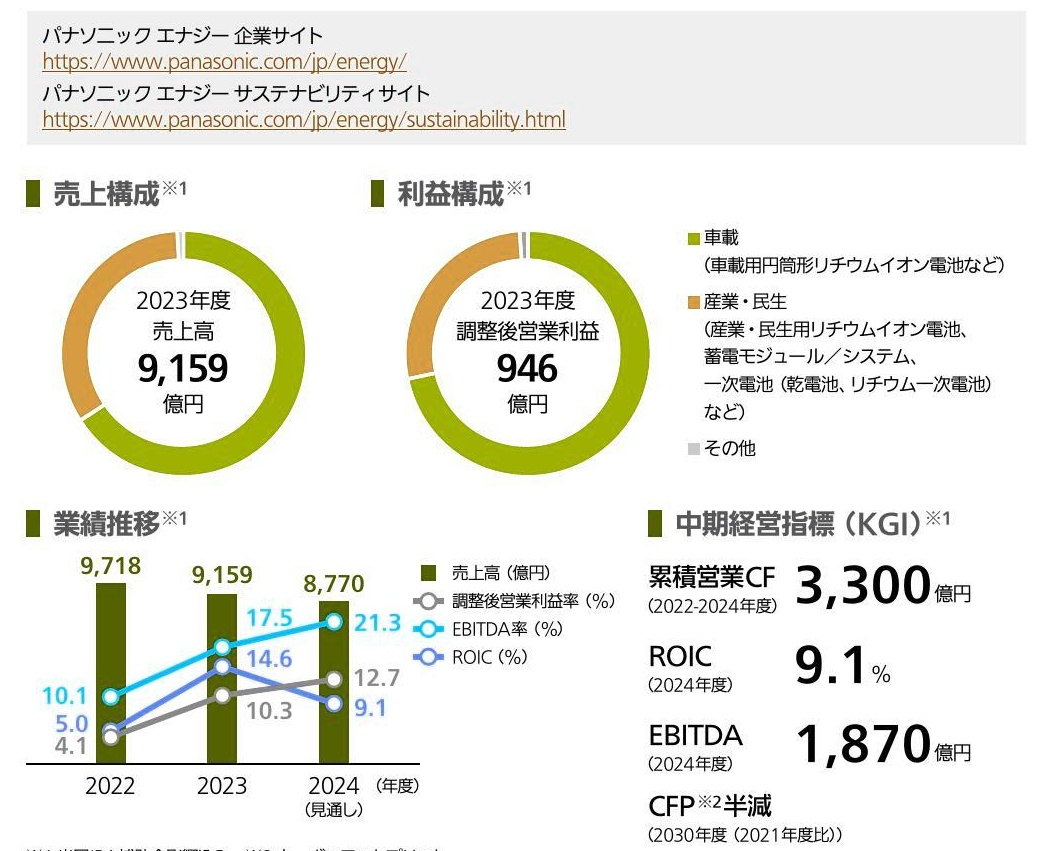 パナソニック エナジー 企業サイト
https://www.panasonic.com/jp/energy/
パナソニック エナジー サステナビリティサイト
https://www.panasonic.com/jp/energy/sustainability.html
売上構成※1
2023年度
売上高
9,159
億円
利益構成※1
2023年度
調整後営業利益
946
億円
車載
（車載用円筒形リチウムイオン電池など）
産業・民生
（産業・民生用リチウムイオン電池、
蓄電モジュール／システム、
一次電池（乾電池、リチウム一次電池）
など）
その他
業績推移※1
9,718
9,159
8,770
17.5
21.3
14.6
10.1
12.7
5.0
10.3
9.1
4.1
2022
2023
2024
（年度）
（見通し）
売上高（億円）
調整後営業利益率（%）
EBITDA率（%）
ROIC（%）
中期経営指標（KGI）※1
累積営業CF
（2022-2024年度）
3,300億円
ROIC
（2024年度）
9.1%
EBITDA
（2024年度）
1,870億円
CFP※2半減
（2030年度（2021年度比））